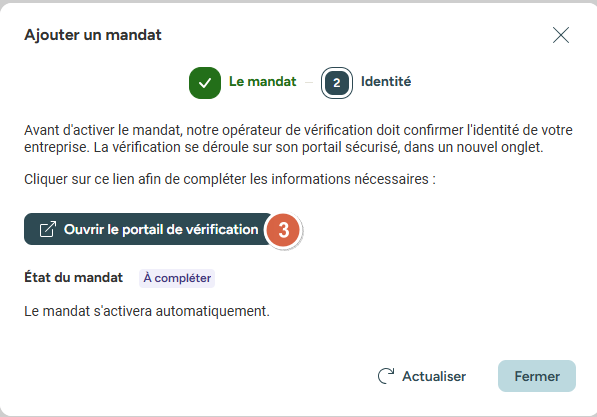 Ajouter un mandat
Le mandat
2
Identité
Avant d'activer le mandat, notre opérateur de vérification doit confirmer l'identité de votre
entreprise. La vérification se déroule sur son portail sécurisé, dans un nouvel onglet.
Cliquer sur ce lien afin de compléter les informations nécessaires :
Ouvrir le portail de vérification
3
État du mandat
À compléter
Le mandat s'activera automatiquement.
Actualiser
Fermer